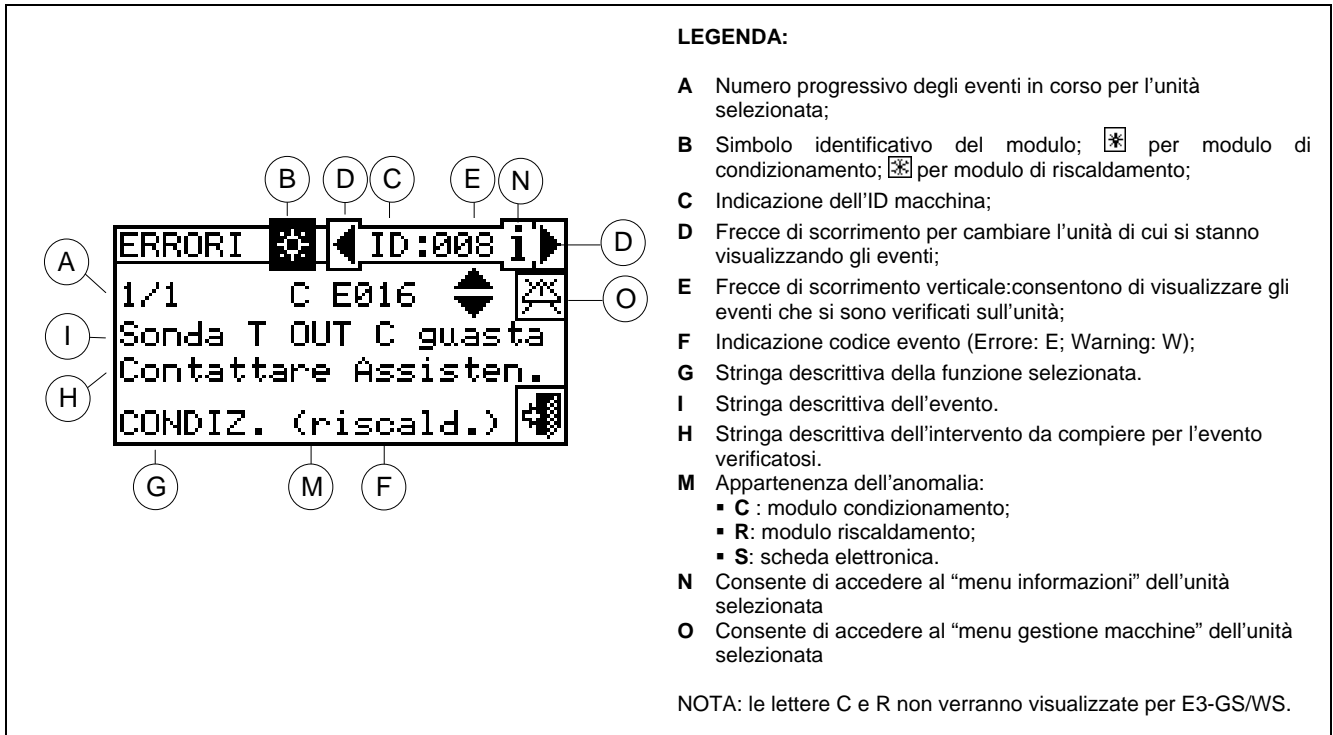 B
D
C
E
N
A
D
O
I
H
G
M
F
ERRORI ID:008 i
1/1 C E016
Sonda T OUT C guasta
Contattare Assisten.
CONDIZ. (riscald.)
LEGENDA:
A Numero progressivo degli eventi in corso per l'unità
selezionata;
B Simbolo identificativo del modulo; per modulo di
condizionamento; per modulo di riscaldamento;
C Indicazione dell'ID macchina;
D Frecce di scorrimento per cambiare l'unità di cui si stanno
visualizzando gli eventi;
E Frecce di scorrimento verticale:consentono di visualizzare gli
eventi che si sono verificati sull'unità;
F Indicazione codice evento (Errore: E; Warning: W);
G Stringa descrittiva della funzione selezionata.
I Stringa descrittiva dell'evento.
H Stringa descrittiva dell'intervento da compiere per l'evento
verificatosi.
M Appartenenza dell'anomalia:
▪ C : modulo condizionamento;
▪ R: modulo riscaldamento;
▪ S: scheda elettronica.
N Consente di accedere al “menu informazioni” dell'unità
selezionata
O Consente di accedere al “menu gestione macchine” dell'unità
selezionata
NOTA: le lettere C e R non verranno visualizzate per E3-GS/WS.